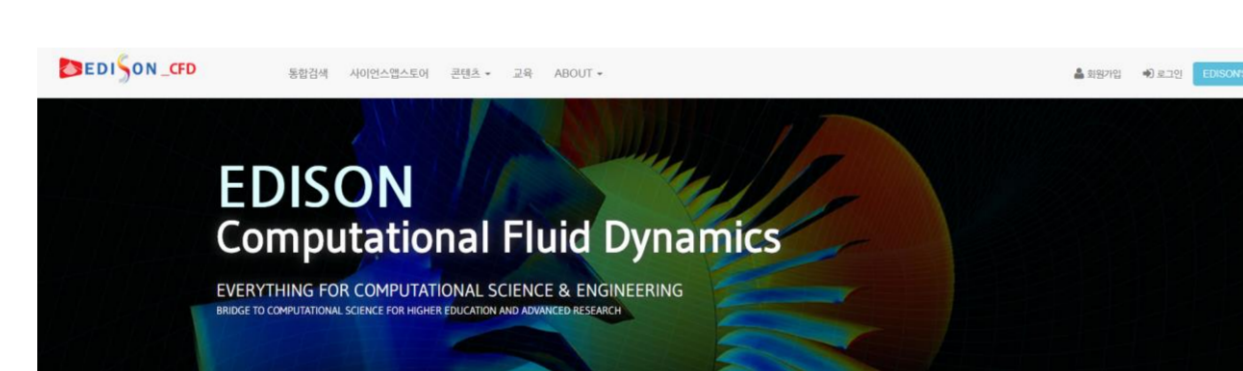 EDISON_CFD 통합검색 사이언스앱스토어 콘텐츠 교육 ABOUT 회원가입 로그인
EDISON
Computational Fluid Dynamics
EVERYTHING FOR COMPUTATIONAL SCIENCE & ENGINEERING
BRIDGE TO COMPUTATIONAL SCIENCE FOR HIGHER EDUCATION AND ADVANCED RESEARCH